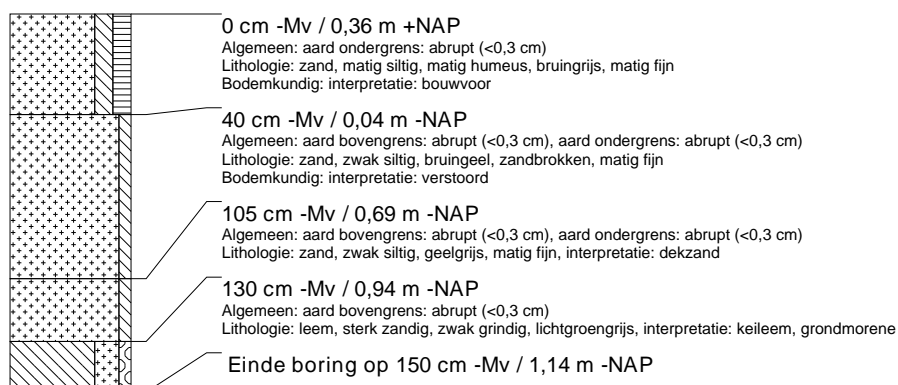 0 cm -Mv / 0,36 m +NAP
Algemeen: aard ondergrens: abrupt (<0,3 cm)
Lithologie: zand, matig siltig, matig humeus, bruingrijs, matig fijn
Bodemkundig: interpretatie: bouwvoor
40 cm -Mv / 0,04 m -NAP
Algemeen: aard bovengrens: abrupt (<0,3 cm), aard ondergrens: abrupt (<0,3 cm)
Lithologie: zand, zwak siltig, bruingeel, zandbrokken, matig fijn
Bodemkundig: interpretatie: verstoord
105 cm -Mv / 0,69 m -NAP
Algemeen: aard bovengrens: abrupt (<0,3 cm), aard ondergrens: abrupt (<0,3 cm)
Lithologie: zand, zwak siltig, geelgrijs, matig fijn, interpretatie: dekzand
130 cm -Mv / 0,94 m -NAP
Algemeen: aard bovengrens: abrupt (<0,3 cm)
Lithologie: leem, sterk zandig, zwak grindig, lichtgroengrijs, interpretatie: keileem, grondmorene
Einde boring op 150 cm -Mv / 1,14 m -NAP